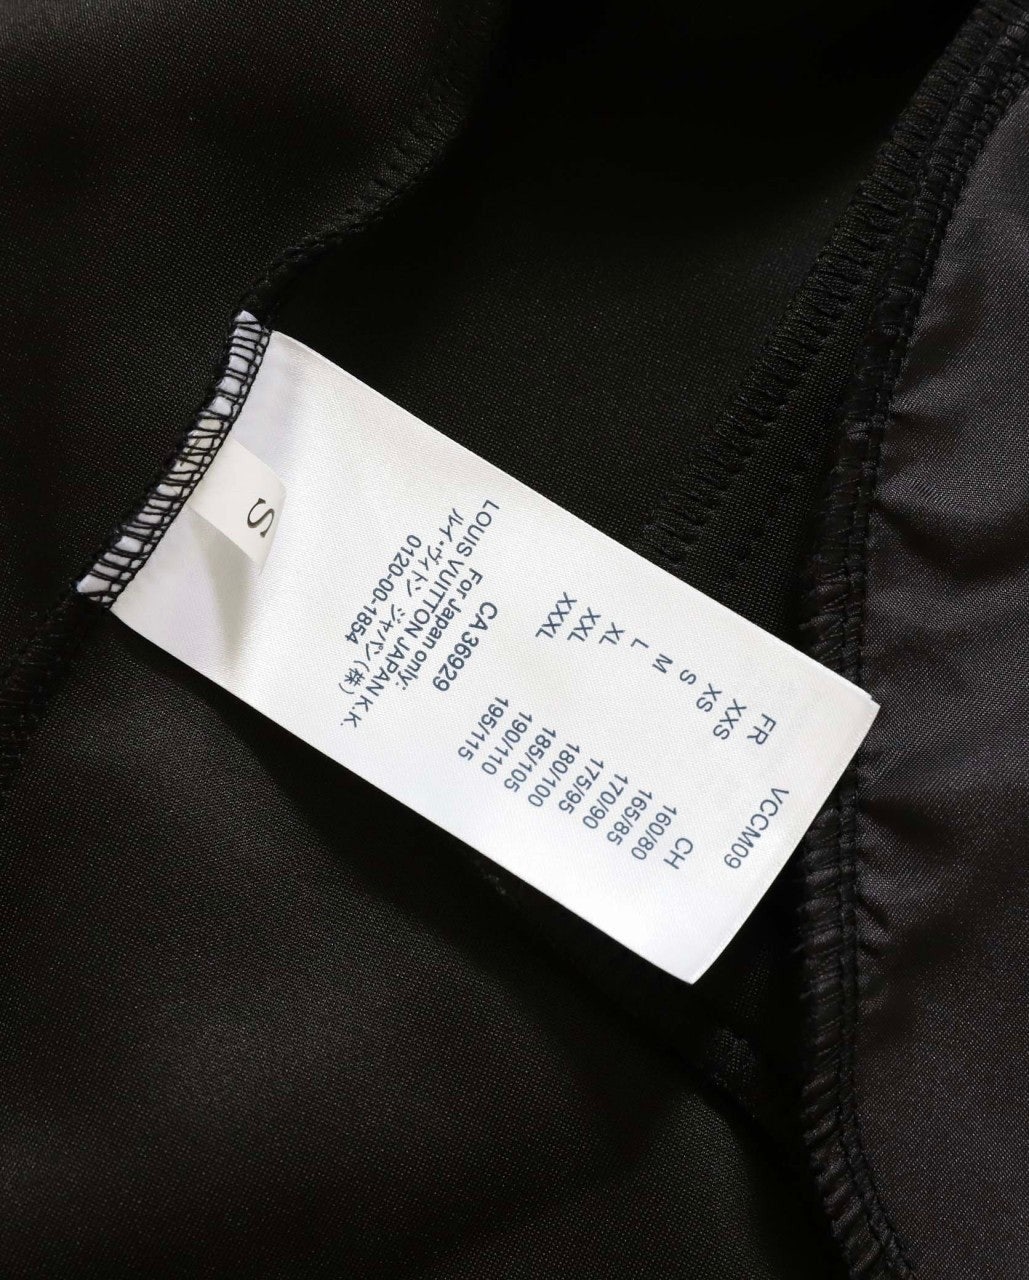 VCCM09
FR CH
XXS 160/80
XS 165/85
S 170/90
M 175/95
L 180/100
XL 185/105
XXL 190/110
XXXL 195/115
CA 36929
For Japan only:
LOUIS VUITTON JAPAN K.K.
ルイ・ヴィトン ジャパン(株)
0120-00-1854
S